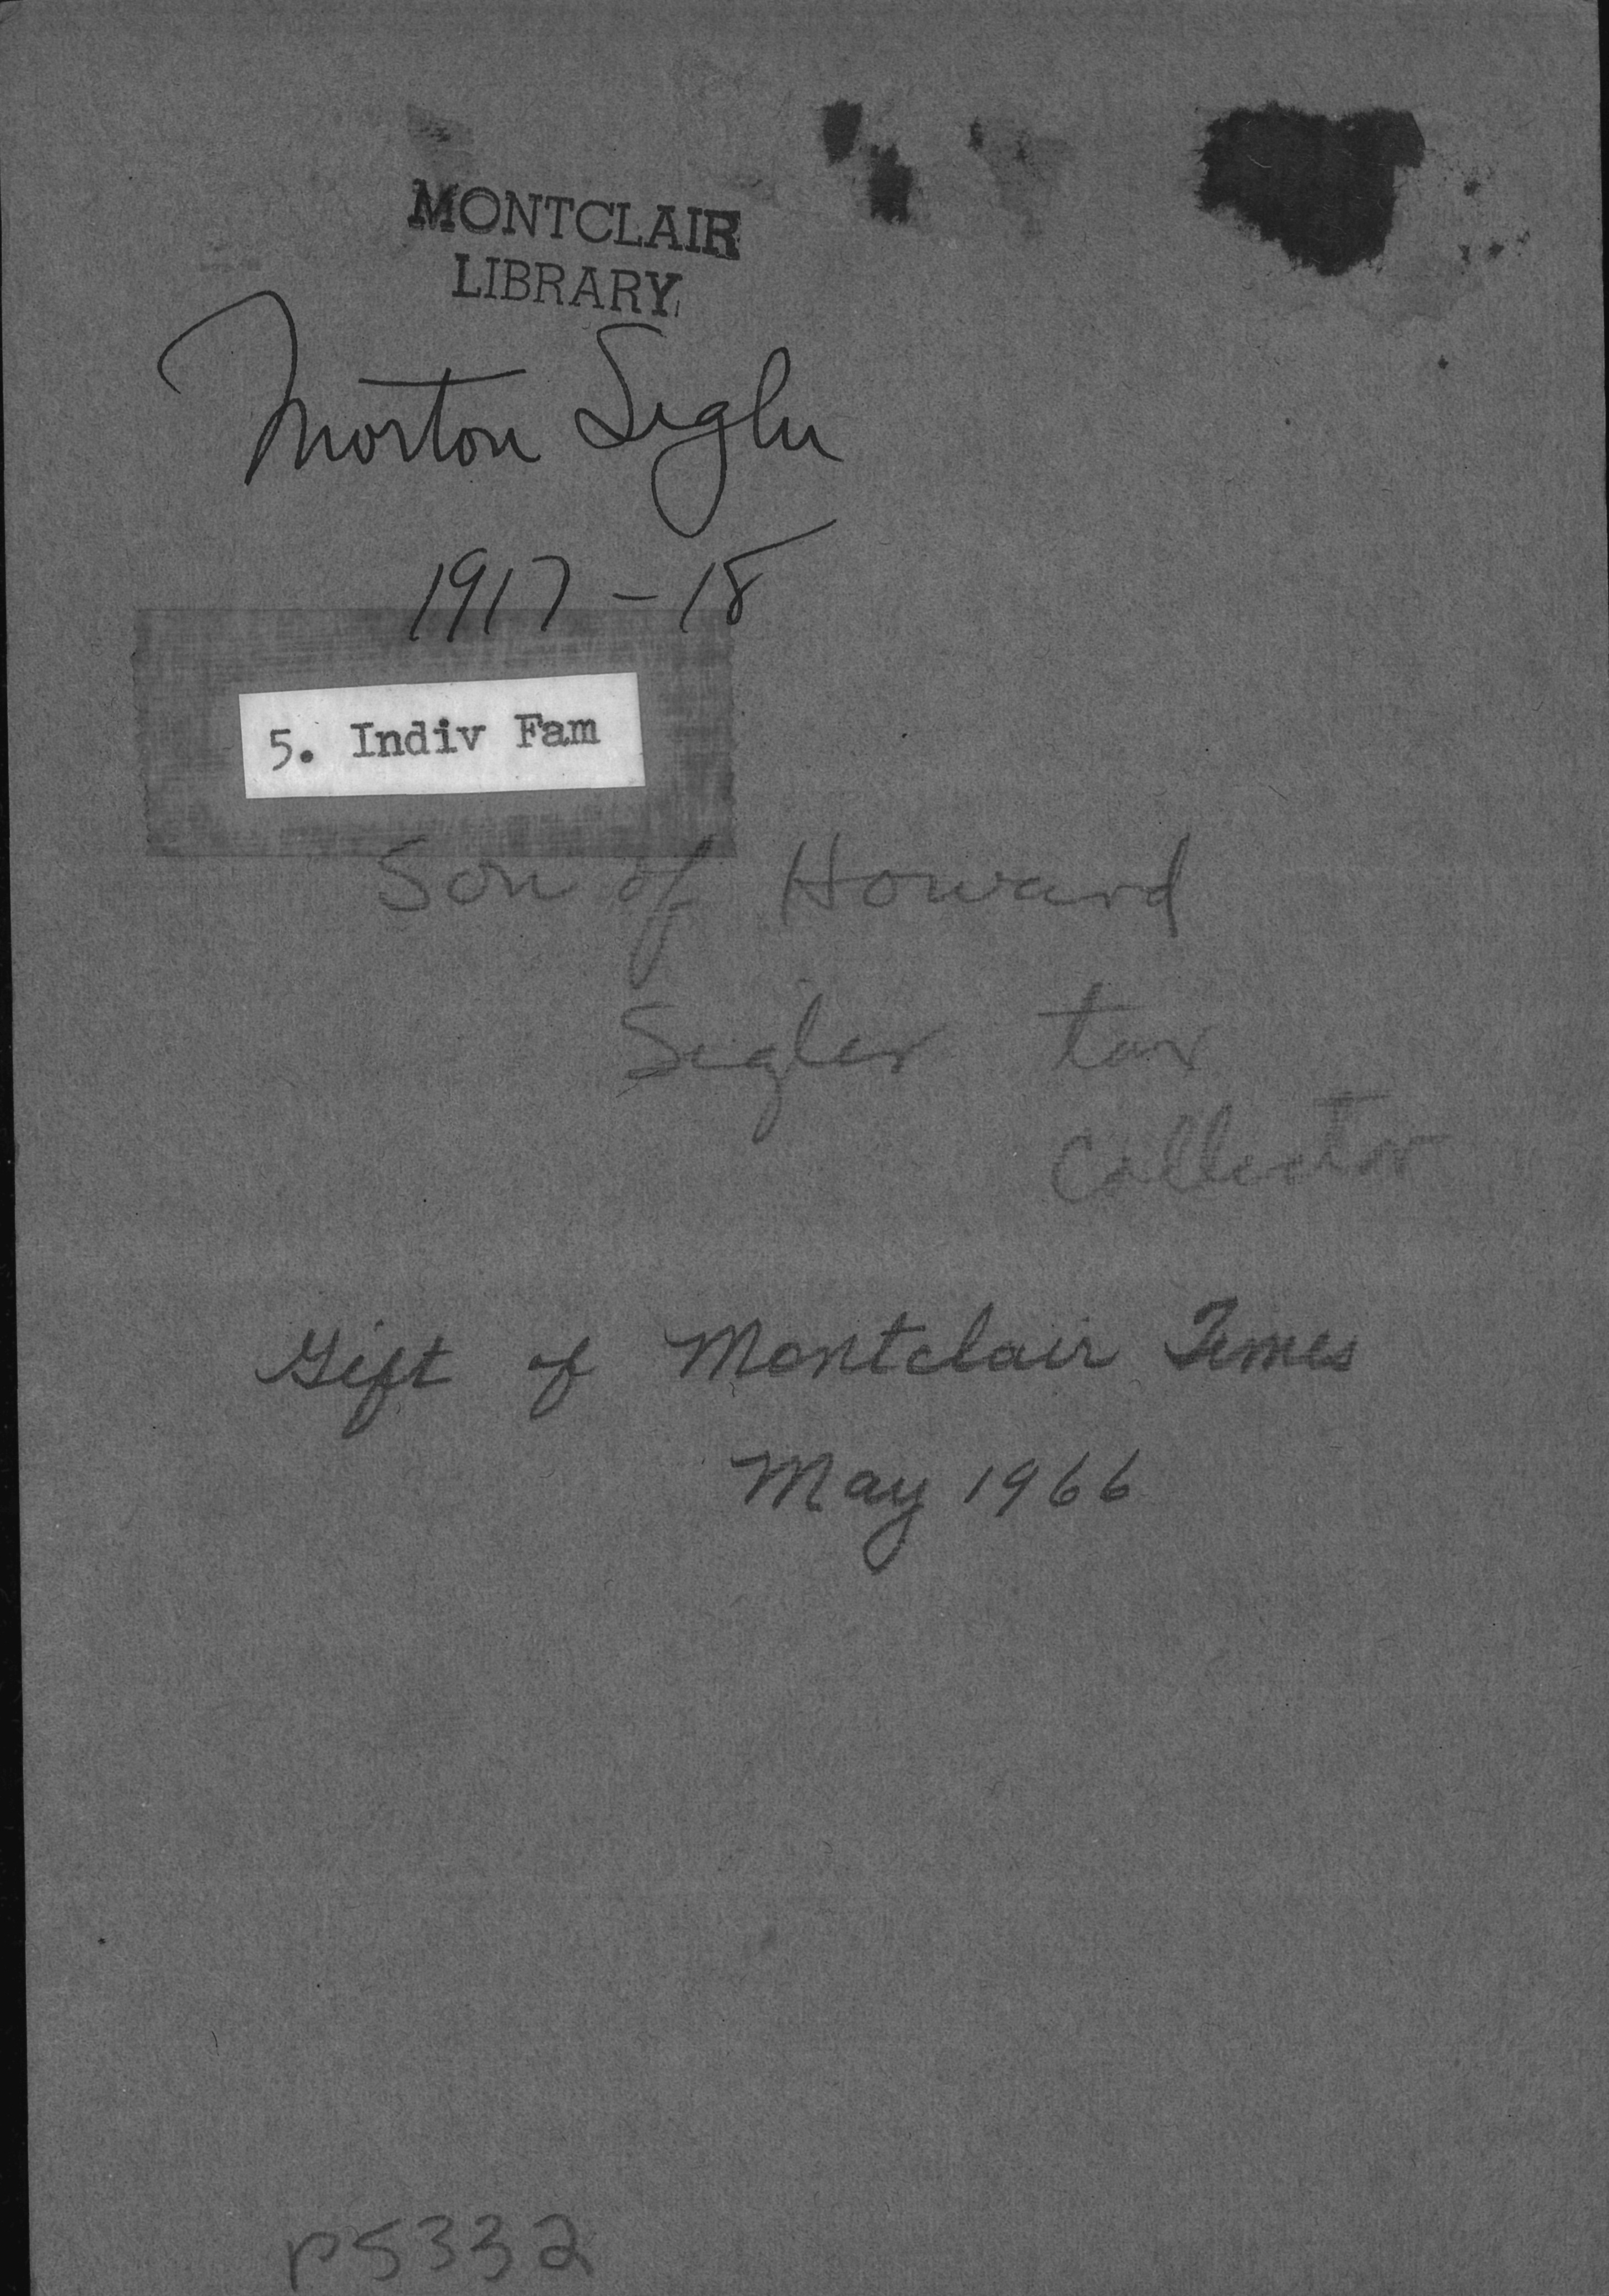 MONTCLAIR
LIBRARY
Morton Sigler
1917-18
5. Indiv Fam
Son of Howard
Sigler tax
Collector
Gift of Montclair Times
May 1966
P5332